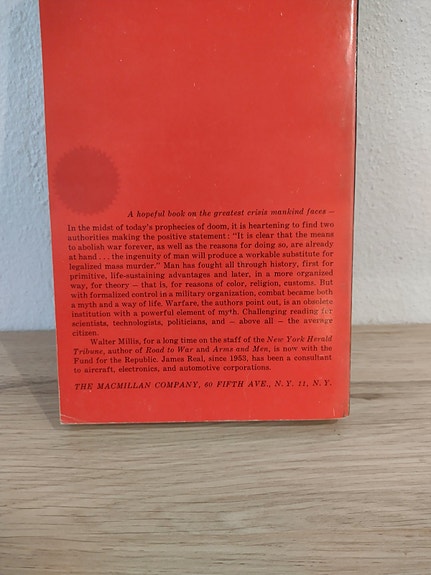 A hopeful book on the greatest crisis mankind faces —
In the midst of today's prophecies of doom, it is heartening to find two
authorities making the positive statement: "It is clear that the means
to abolish war forever, as well as the reasons for doing so, are already
at hand . . . the ingenuity of man will produce a workable substitute for
legalized mass murder." Man has fought all through history, first for
primitive, life-sustaining advantages and later, in a more organized
way, for theory — that is, for reasons of color, religion, customs. But
with formalized control in a military organization, combat became both
a myth and a way of life. Warfare, the authors point out, is an obsolete
institution with a powerful element of myth. Challenging reading for
scientists, technologists, politicians, and — above all — the average
citizen.
Walter Millis, for a long time on the staff of the New York Herald
Tribune, author of Road to War and Arms and Men, is now with the
Fund for the Republic. James Real, since 1953, has been a consultant
to aircraft, electronics, and automotive corporations.
THE MACMILLAN COMPANY, 60 FIFTH AVE., N. Y. 11, N. Y.